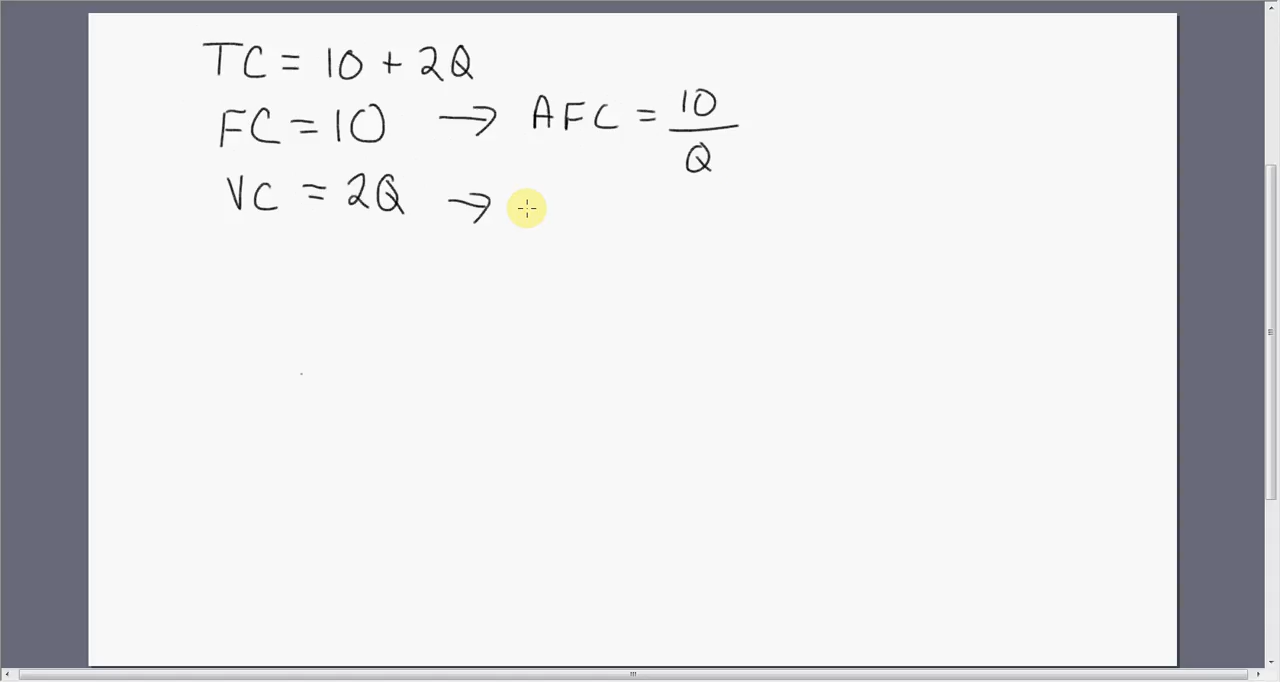 TC = 10 + 2Q
FC = 10 → AFC = 10/Q
VC = 2Q →